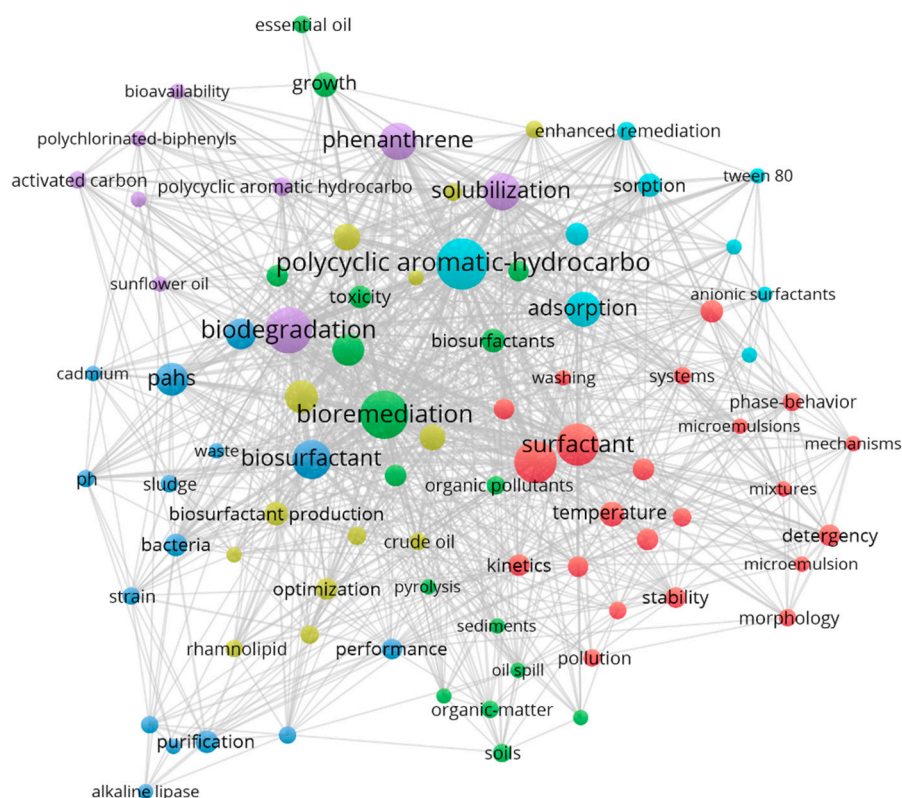 essential oil
growth
bioavailability
phenanthrene
enhanced remediation
polychlorinated-biphenyls
activated carbon
polycyclic aromatic hydrocarbo
solubilization
sorption
tween 80
polycyclic aromatic-hydrocarbo
sunflower oil
toxicity
adsorption
anionic surfactants
biodegradation
biosurfactants
cadmium
pahs
washing
systems
phase-behavior
bioremediation
microemulsions
surfactant
mechanisms
waste
biosurfactant
ph
sludge
organic pollutants
mixtures
biosurfactant production
temperature
bacteria
crude oil
detergency
kinetics
microemulsion
strain
optimization
pyrolysis
stability
sediments
morphology
rhamnolipid
performance
pollution
oil spill
organic-matter
purification
soils
alkaline lipase